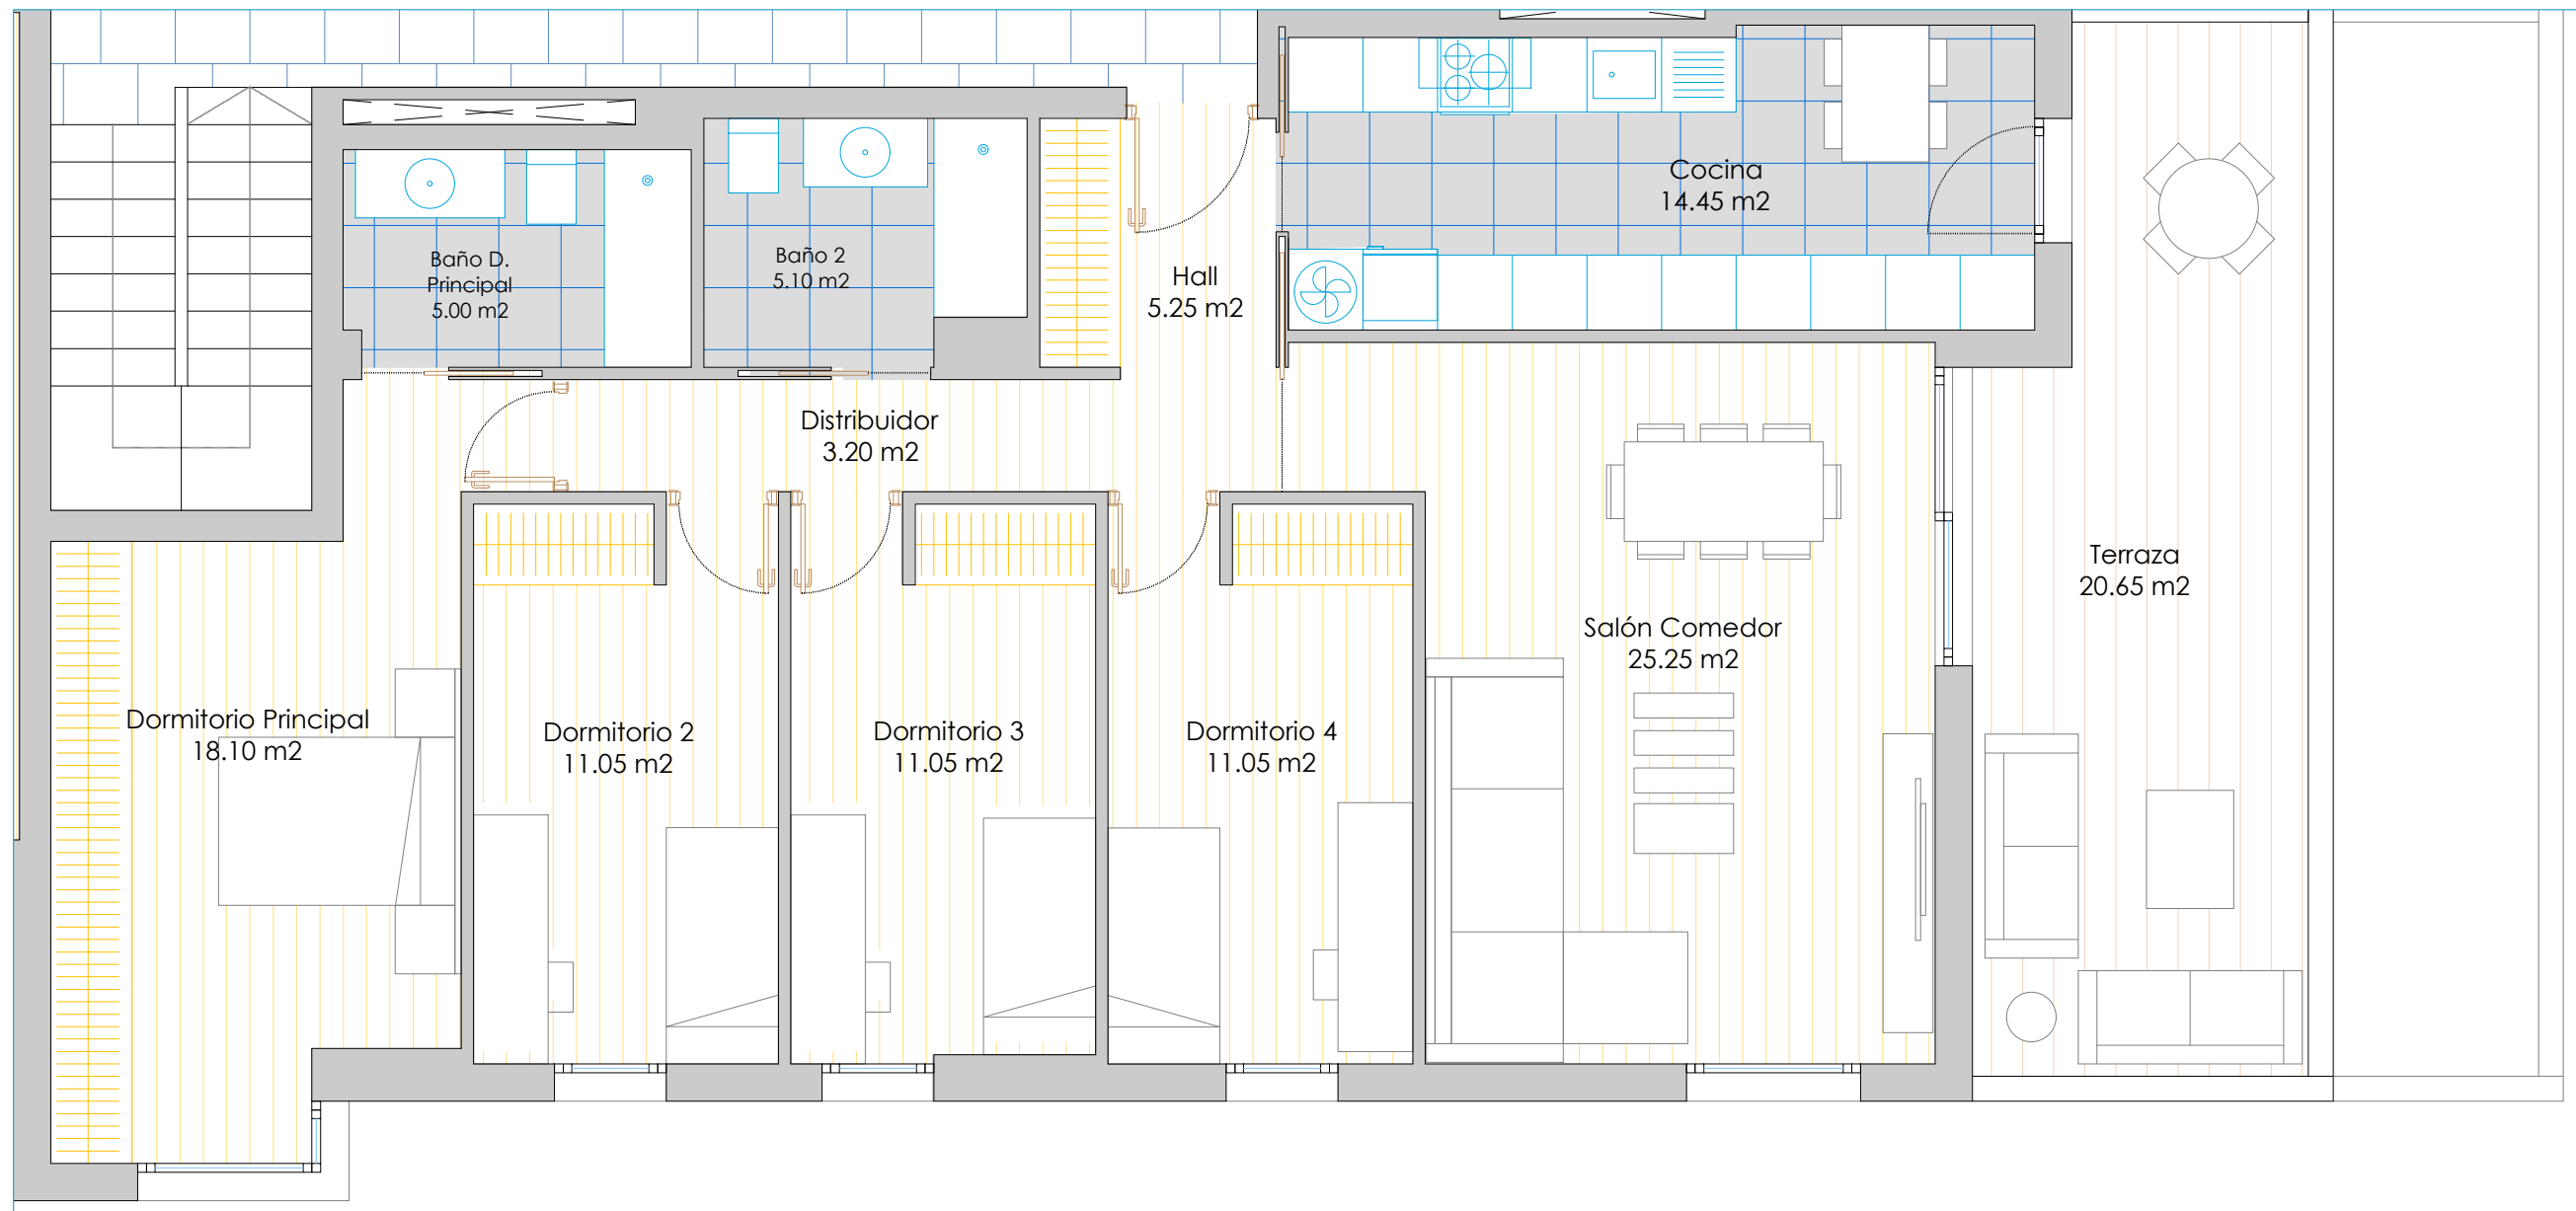 Cocina
14.45 m2
Baño D.
Principal
5.00 m2
Baño 2
5.10 m2
Hall
5.25 m2
Distribuidor
3.20 m2
Terraza
20.65 m2
Salón Comedor
25.25 m2
Dormitorio Principal
18.10 m2
Dormitorio 2
11.05 m2
Dormitorio 3
11.05 m2
Dormitorio 4
11.05 m2